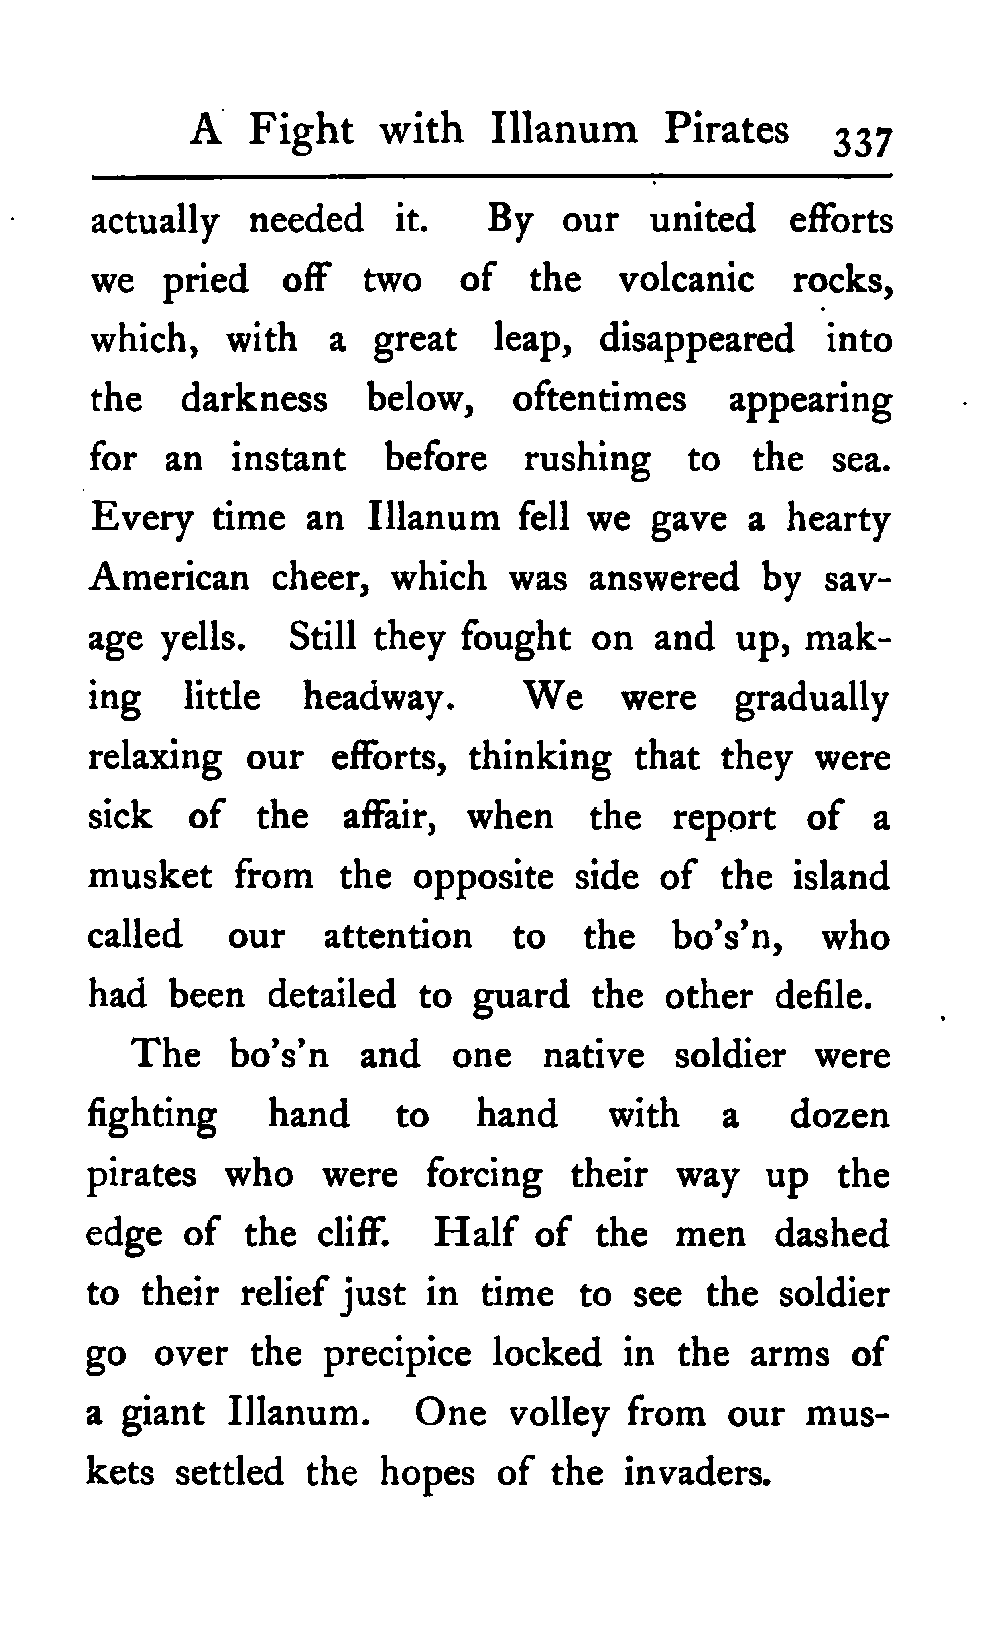 A Fight with Illanum Pirates 337
actually needed it. By our united efforts
we pried off two of the volcanic rocks,
which, with a great leap, disappeared into
the darkness below, oftentimes appearing
for an instant before rushing to the sea.
Every time an Illanum fell we gave a hearty
American cheer, which was answered by sav-
age yells. Still they fought on and up, mak-
ing little headway. We were gradually
relaxing our efforts, thinking that they were
sick of the affair, when the report of a
musket from the opposite side of the island
called our attention to the bo's'n, who
had been detailed to guard the other defile.
The bo's'n and one native soldier were
fighting hand to hand with a dozen
pirates who were forcing their way up the
edge of the cliff. Half of the men dashed
to their relief just in time to see the soldier
go over the precipice locked in the arms of
a giant Illanum. One volley from our mus-
kets settled the hopes of the invaders.